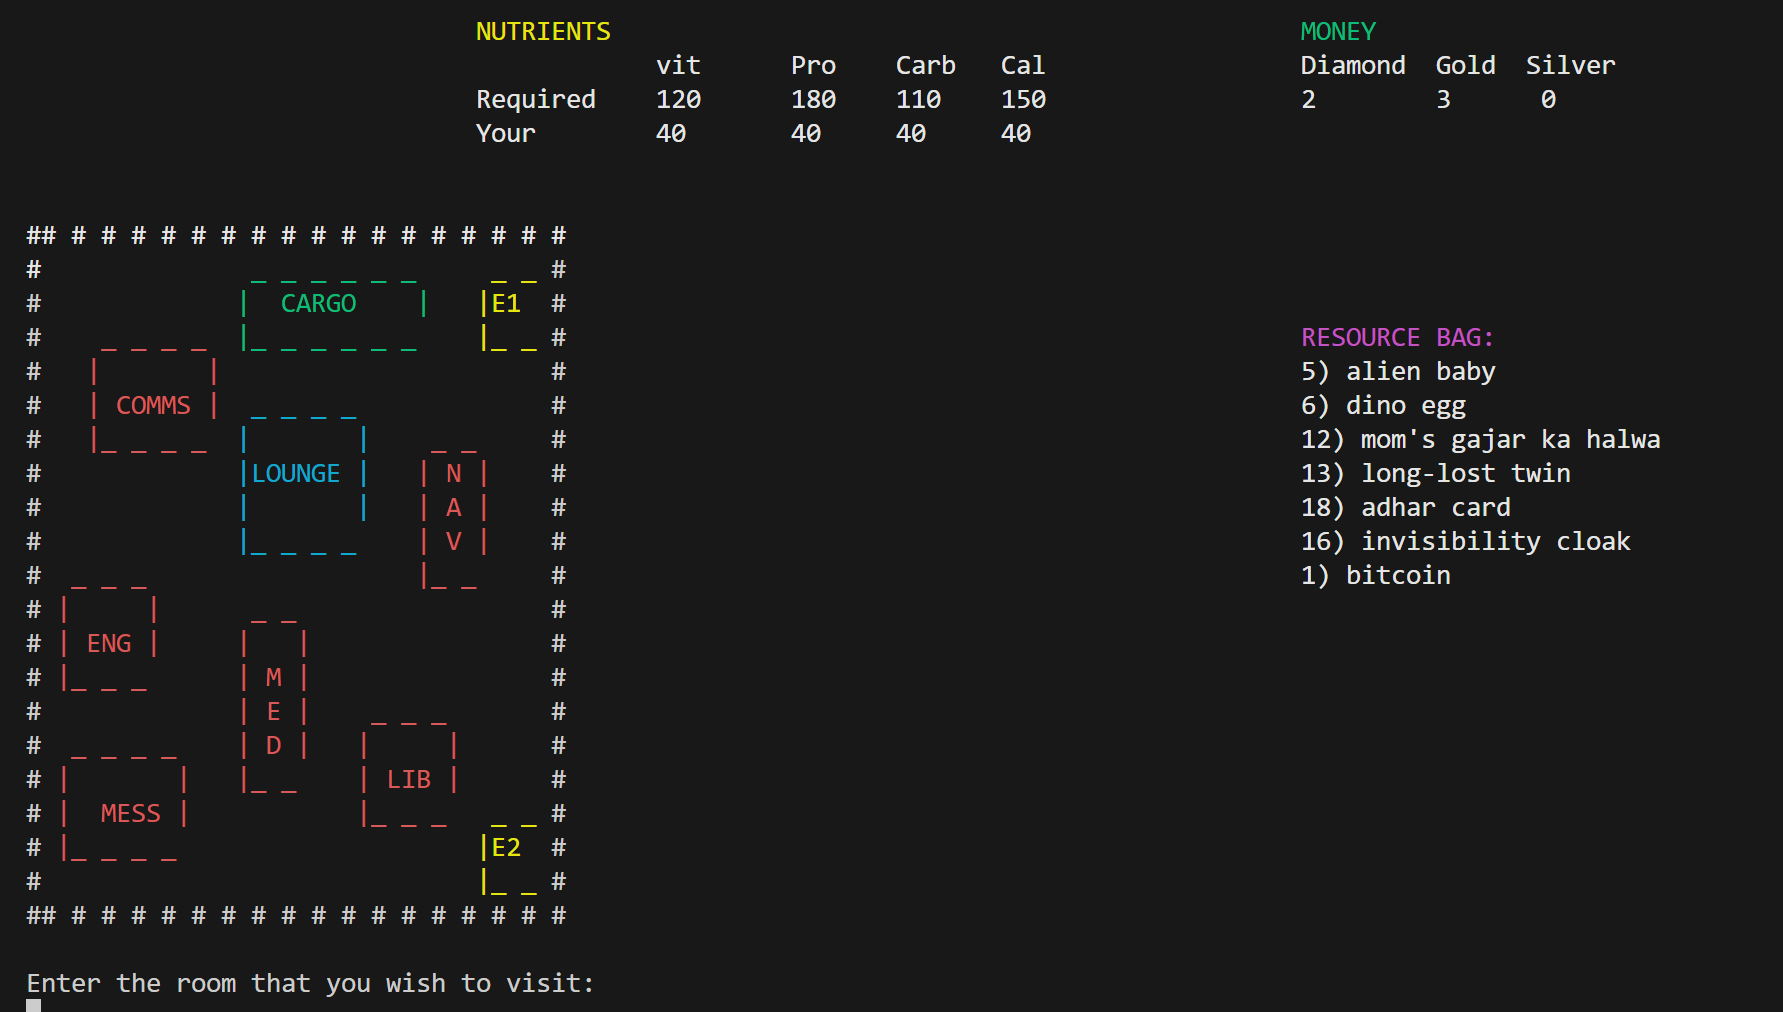 NUTRIENTS
MONEY
vit Pro Carb Cal
Diamond Gold Silver
Required 120 180 110 150
2 3 0
Your 40 40 40 40
## # # # # # # # # # # # # # # # # #
# _ _ _ _ _ _ _ _ #
# | CARGO | |E1 #
# _ _ _ _ |_ _ _ _ _ _ |_ _ #
# | | #
# | COMMS | _ _ _ _ #
# |_ _ _ _ | | _ _ #
# |LOUNGE | | N | #
# | | | A | #
# |_ _ _ _ | V | #
# _ _ _ |_ _ #
# | | _ _ #
# | ENG | | | #
# |_ _ _ | M | #
# | E | _ _ _ #
# _ _ _ _ | D | | | #
# | | |_ _ | LIB | #
# | MESS | |_ _ _ _ _ #
# |_ _ _ _ |E2 #
# |_ _ #
## # # # # # # # # # # # # # # # # #
RESOURCE BAG:
5) alien baby
6) dino egg
12) mom's gajar ka halwa
13) long-lost twin
18) adhar card
16) invisibility cloak
1) bitcoin
Enter the room that you wish to visit: